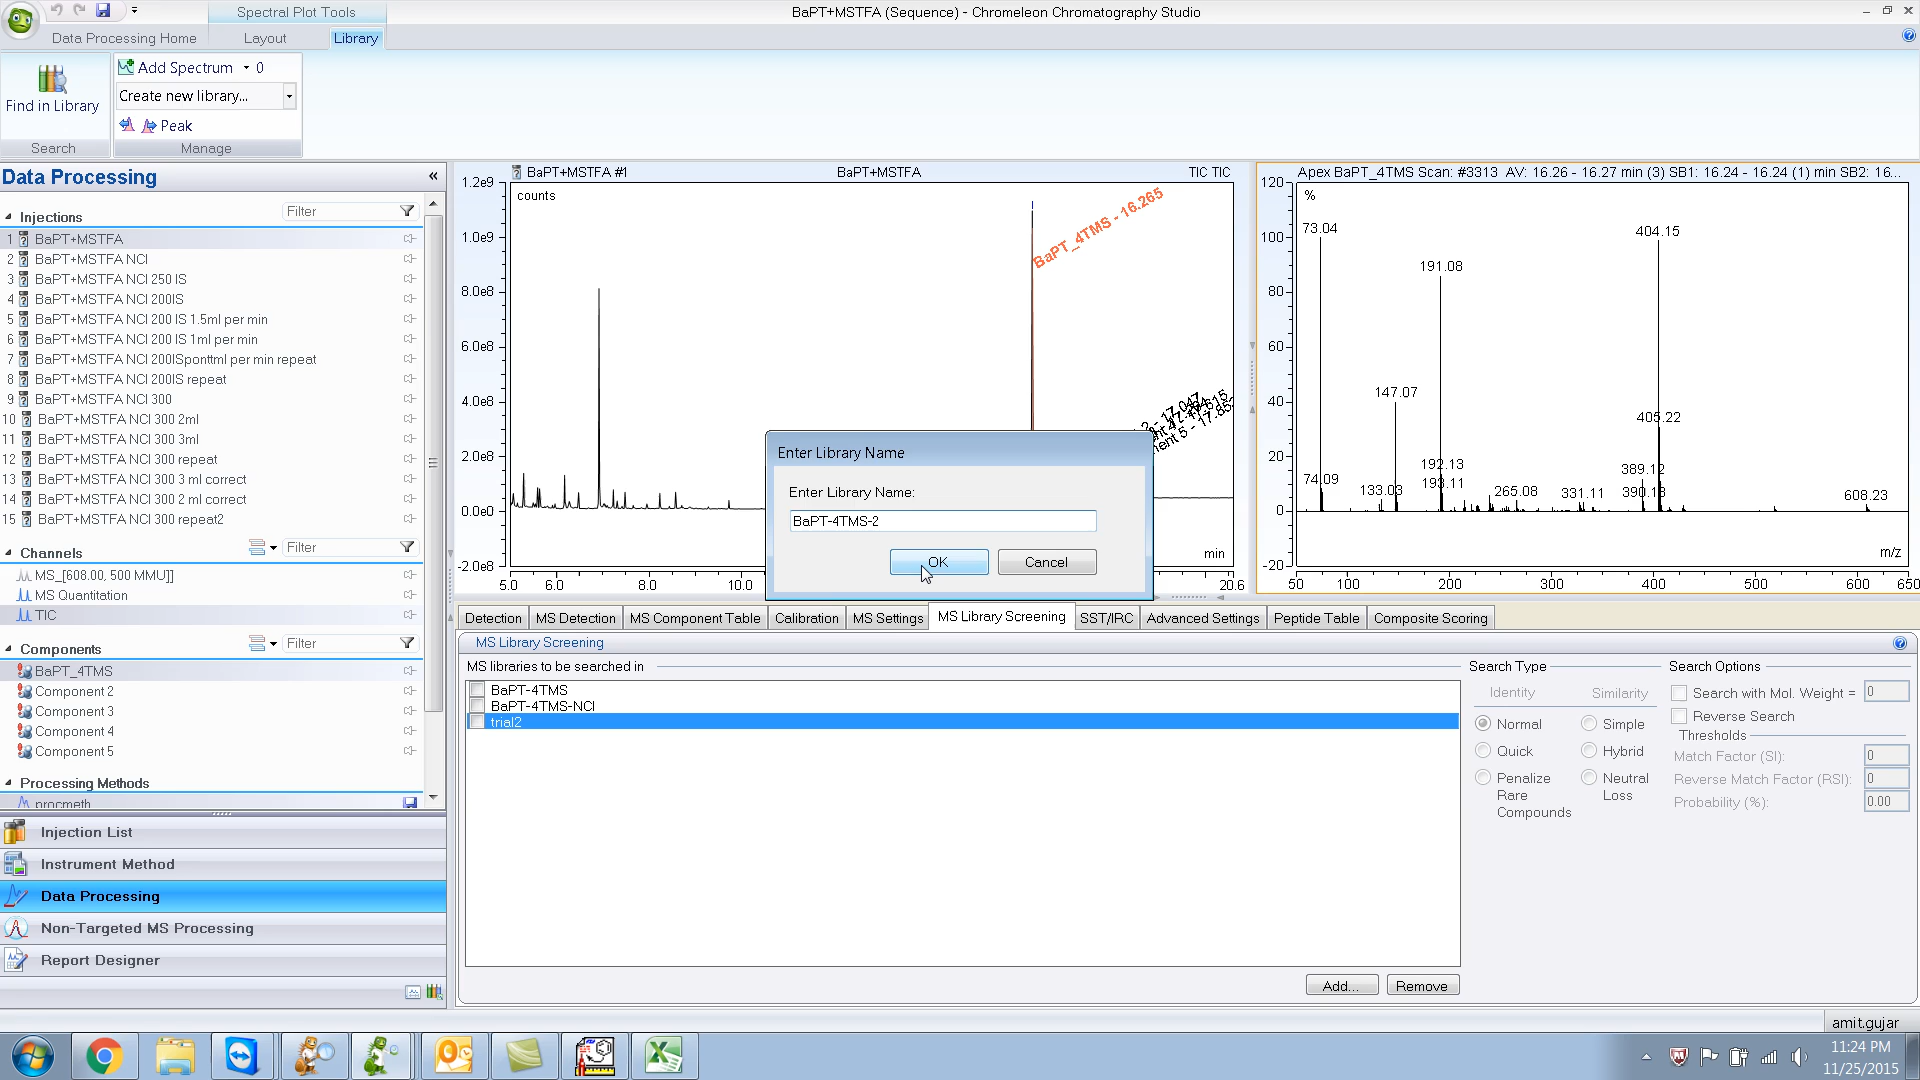 Spectral Plot Tools
BaPT+MSTFA (Sequence) - Chromeleon Chromatography Studio
Data Processing Home
Layout
Library
Find in Library
Search
Add Spectrum
0
Create new library...
Peak
Manage
Data Processing
Injections
Filter
1 BaPT+MSTFA
2 BaPT+MSTFA NCI
3 BaPT+MSTFA NCI 250 IS
4 BaPT+MSTFA NCI 200IS
5 BaPT+MSTFA NCI 200 IS 1.5ml per min
6 BaPT+MSTFA NCI 200 IS 1ml per min
7 BaPT+MSTFA NCI 200ISponttml per min repeat
8 BaPT+MSTFA NCI 200IS repeat
9 BaPT+MSTFA NCI 300
10 BaPT+MSTFA NCI 300 2ml
11 BaPT+MSTFA NCI 300 3ml
12 BaPT+MSTFA NCI 300 repeat
13 BaPT+MSTFA NCI 300 3 ml correct
14 BaPT+MSTFA NCI 300 2 ml correct
15 BaPT+MSTFA NCI 300 repeat2
Channels
Filter
MS_[608.00, 500 MMU]]
MS Quantitation
TIC
Components
Filter
BaPT_4TMS
Component 2
Component 3
Component 4
Component 5
Processing Methods
procmeth
Injection List
Instrument Method
Data Processing
Non-Targeted MS Processing
Report Designer
BaPT+MSTFA #1
BaPT+MSTFA
TIC TIC
counts
1.2e9
1.0e9
8.0e8
6.0e8
4.0e8
2.0e8
0.0e0
-2.0e8
5.0 6.0 8.0 10.0
20.6
min
BaPT_4TMS - 16.265
- 17.047
Apex BaPT_4TMS Scan: #3313 AV: 16.26 - 16.27 min (3) SB1: 16.24 - 16.24 (1) min SB2: 16...
%
120
100
80
60
40
20
0
-20
73.04
404.15
191.08
147.07
405.22
192.13
389.12
74.09
193.11
133.03
265.08
331.11
608.23
m/z
50 100 200 300 400 500 600 650
Enter Library Name
Enter Library Name:
BaPT-4TMS-2
OK
Cancel
Detection
MS Detection
MS Component Table
Calibration
MS Settings
MS Library Screening
SST/IRC
Advanced Settings
Peptide Table
Composite Scoring
MS Library Screening
MS libraries to be searched in
BaPT-4TMS
BaPT-4TMS-NCI
trial2
Add...
Remove
Search Type
Identity
Similarity
Normal
Simple
Quick
Hybrid
Penalize
Rare
Compounds
Neutral
Loss
Search Options
Search with Mol. Weight =
0
Reverse Search
Thresholds
Match Factor (SI):
0
Reverse Match Factor (RSI):
0
Probability (%):
0.00
amit.gujar
11:24 PM
11/25/2015